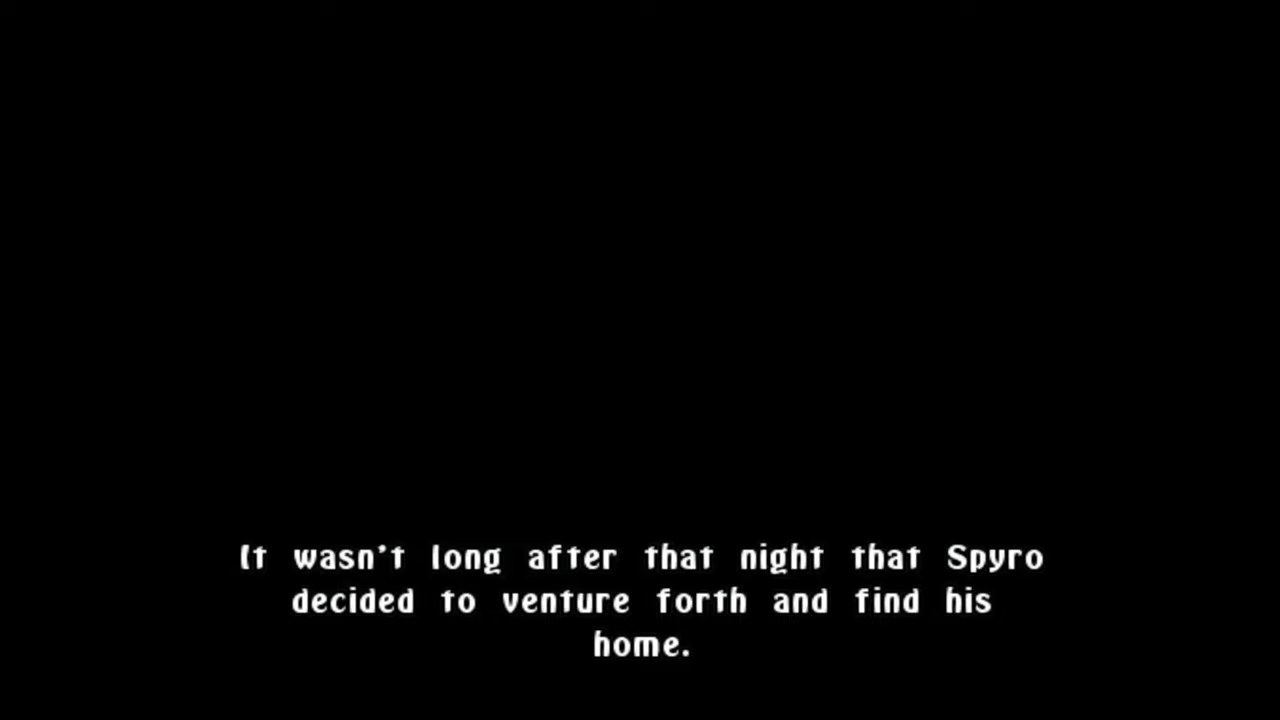 It wasn't long after that night that Spyro
decided to venture forth and find his
home.